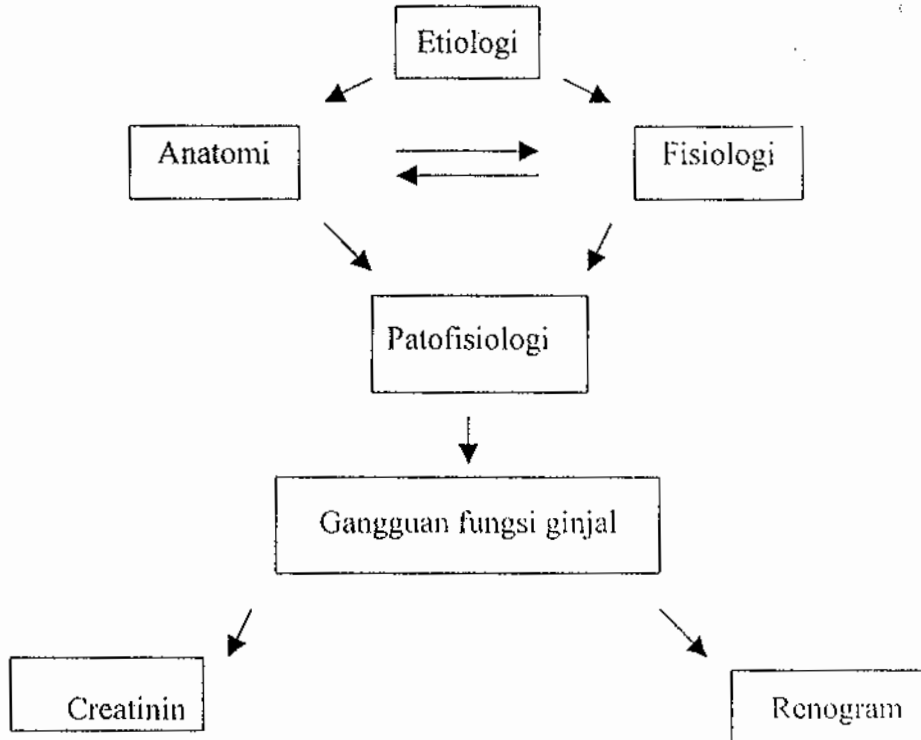 Etiologi
Anatomi
Fisiologi
Patofisiologi
Gangguan fungsi ginjal
Creatinin
Renogram